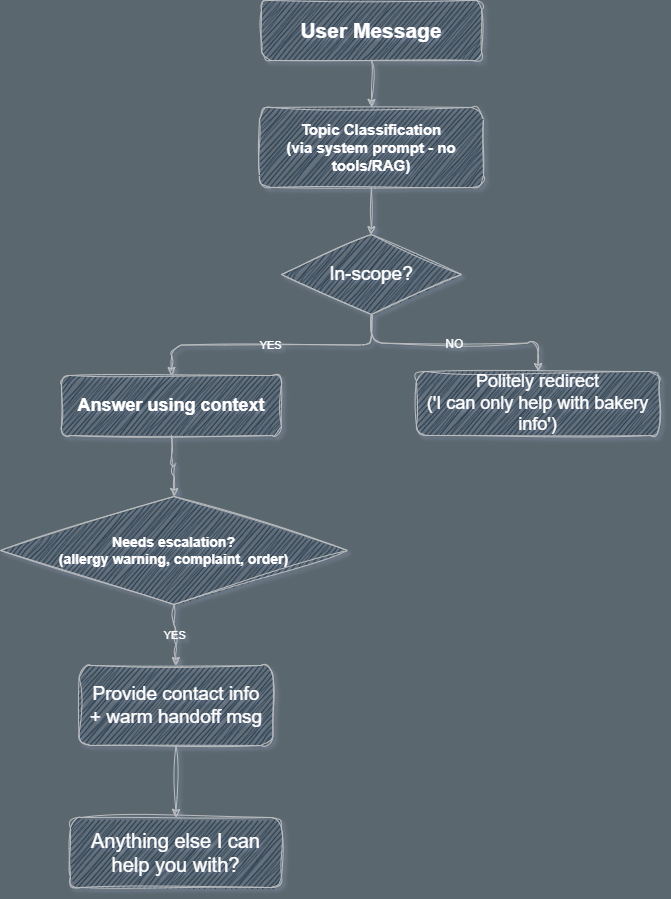 User Message
Topic Classification
(via system prompt - no
tools/RAG)
In-scope?
YES
NO
Answer using context
Politely redirect
('I can only help with bakery
info')
Needs escalation?
(allergy warning, complaint, order)
YES
Provide contact info
+ warm handoff msg
Anything else I can
help you with?